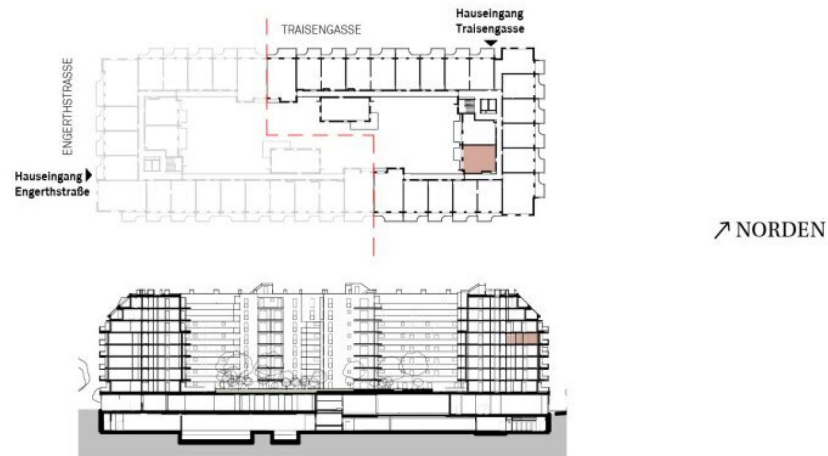 TRAISENGASSE
Hauseingang
Traisengasse
ENGERTHSTRASSE
Hauseingang
Engerthstraße
↗ NORDEN